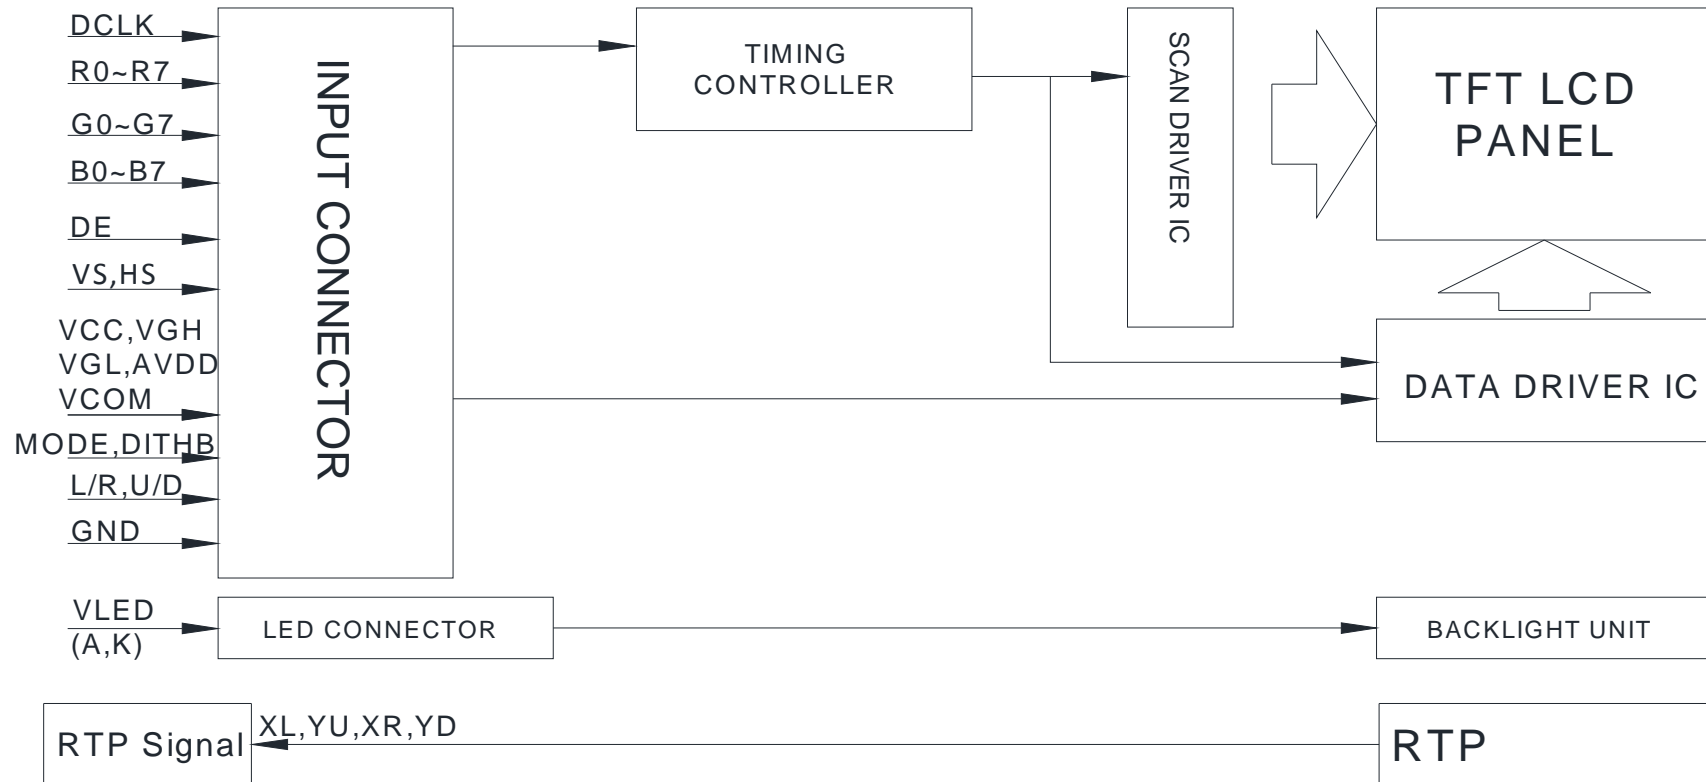 DCLK
R0~R7
G0~G7
B0~B7
DE
VS,HS
VCC,VGH
VGL,AVDD
VCOM
MODE,DITHB
L/R,U/D
GND
INPUT CONNECTOR
TIMING
CONTROLLER
SCAN DRIVER IC
TFT LCD
PANEL
DATA DRIVER IC
VLED
(A,K)
LED CONNECTOR
BACKLIGHT UNIT
RTP Signal
XL,YU,XR,YD
RTP